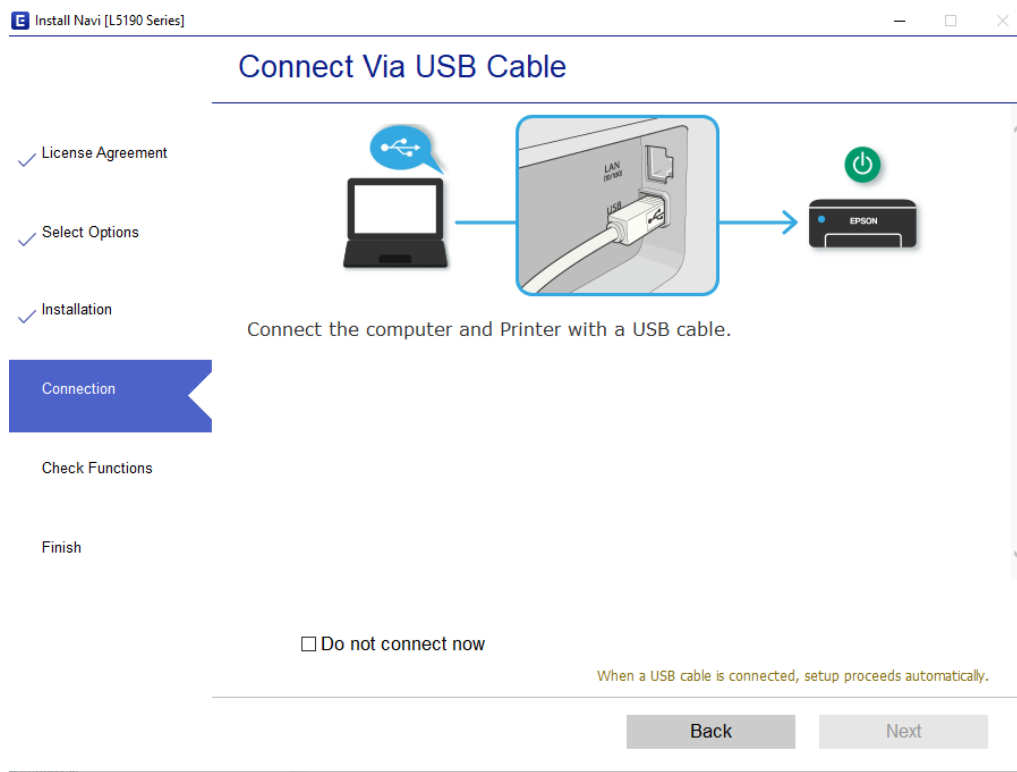 Install Navi [L5190 Series]
Connect Via USB Cable
License Agreement
Select Options
Installation
Connection
Check Functions
Finish
LAN
USB
EPSON
Connect the computer and Printer with a USB cable.
Do not connect now
When a USB cable is connected, setup proceeds automatically.
Back
Next